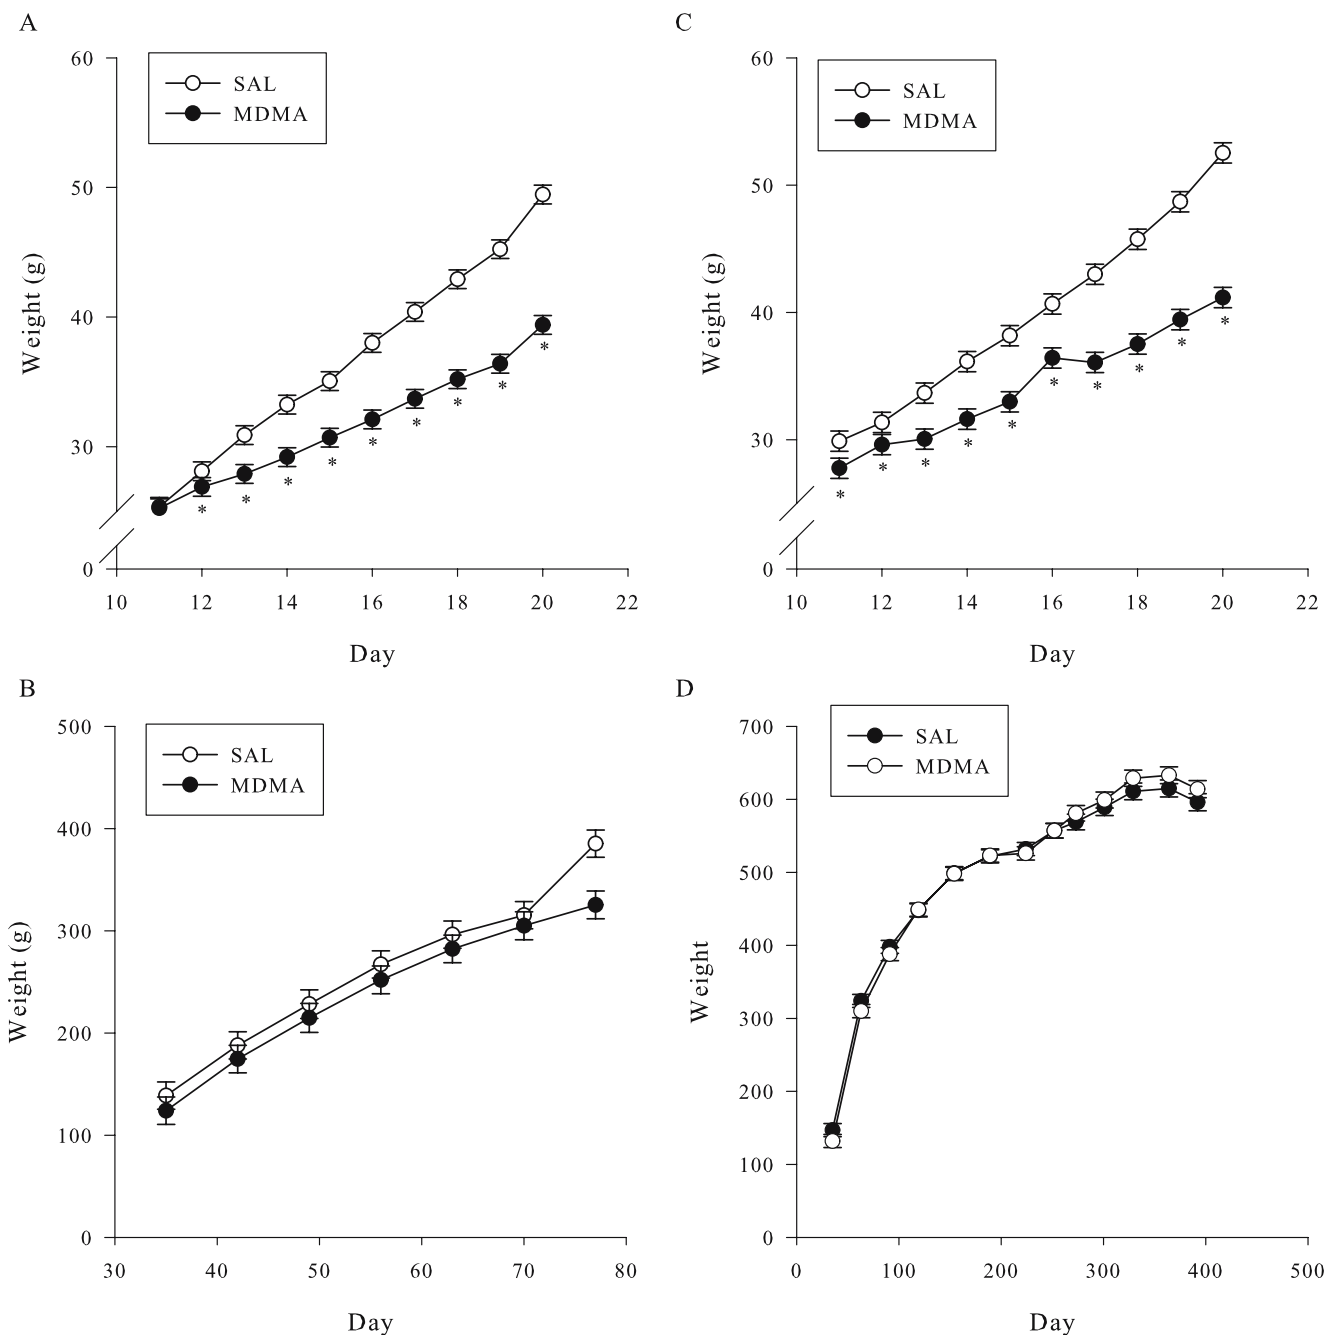 A
60
50
40
30
0
Weight (g)
SAL
MDMA
* * * * * * * * *
10 12 14 16 18 20 22
Day
C
60
50
40
30
0
Weight (g)
SAL
MDMA
* * * * * * * * * *
10 12 14 16 18 20 22
Day
B
500
400
300
200
100
0
Weight (g)
SAL
MDMA
30 40 50 60 70 80
Day
D
700
600
500
400
300
200
100
0
Weight
SAL
MDMA
0 100 200 300 400 500
Day